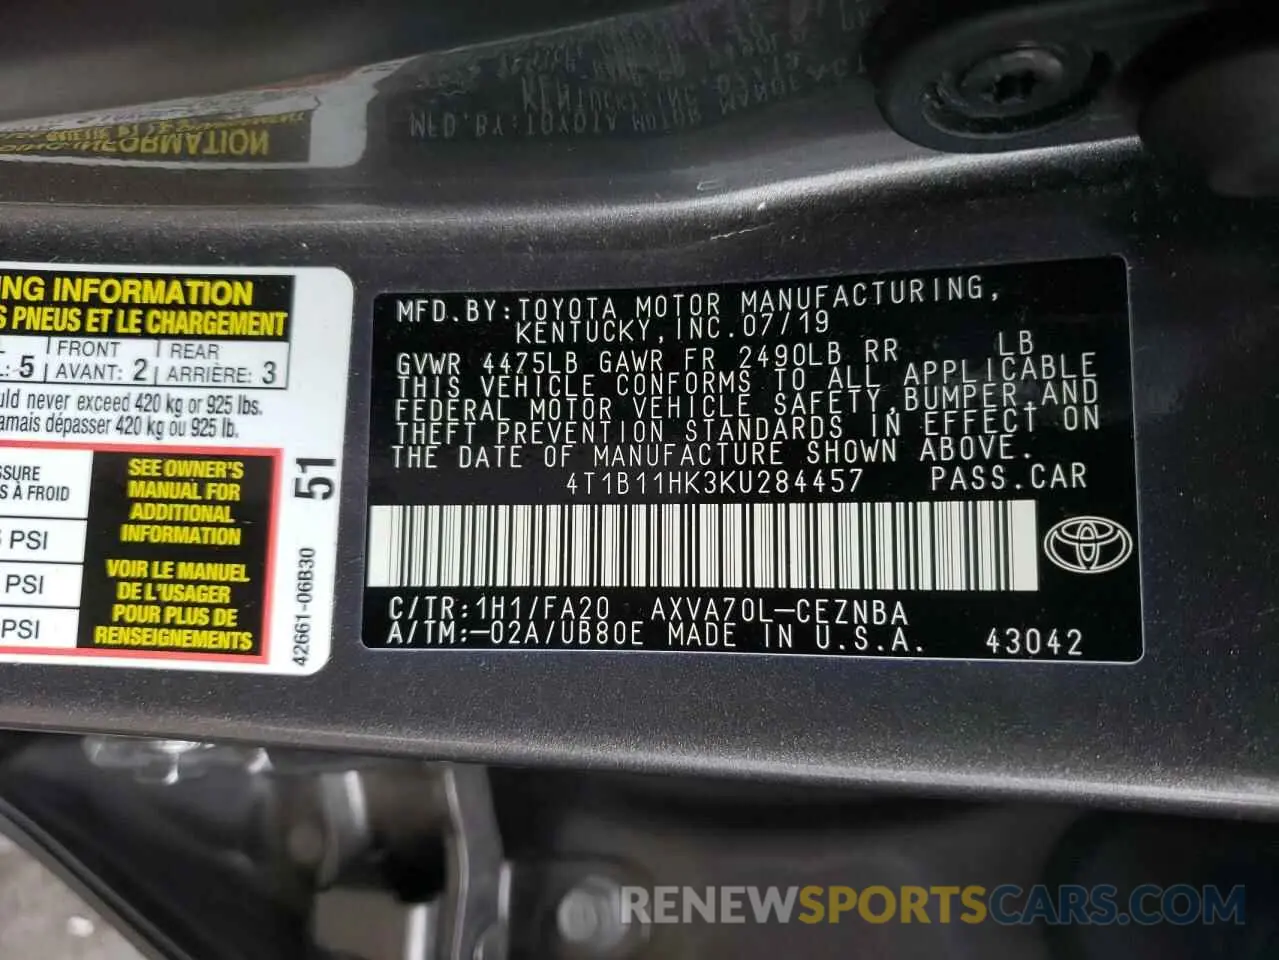 NING INFORMATION
S PNEUS ET LE CHARGEMENT
FRONT
AVANT: 2
REAR
ARRIÈRE: 3
: 5
uld never exceed 420 kg or 925 lbs.
amais dépasser 420 kg ou 925 lb.
SSURE
S À FROID
PSI
PSI
PSI
SEE OWNER'S
MANUAL FOR
ADDITIONAL
INFORMATION
VOIR LE MANUEL
DE L'USAGER
POUR PLUS DE
RENSEIGNEMENTS
51
42661-06B30
MFD.BY:TOYOTA MOTOR MANUFACTURING,
KENTUCKY,INC.07/19
GVWR 4475LB GAWR FR 2490LB RR LB
THIS VEHICLE CONFORMS TO ALL APPLICABLE
FEDERAL MOTOR VEHICLE SAFETY,BUMPER,AND
THEFT PREVENTION STANDARDS IN EFFECT ON
THE DATE OF MANUFACTURE SHOWN ABOVE.
4T1B11HK3KU284457 PASS.CAR
C/TR:1H1/FA20 AXVA70L-CEZNBA
A/TM:-02A/UB80E MADE IN U.S.A. 43042
RENEWSPORTSCARS.COM